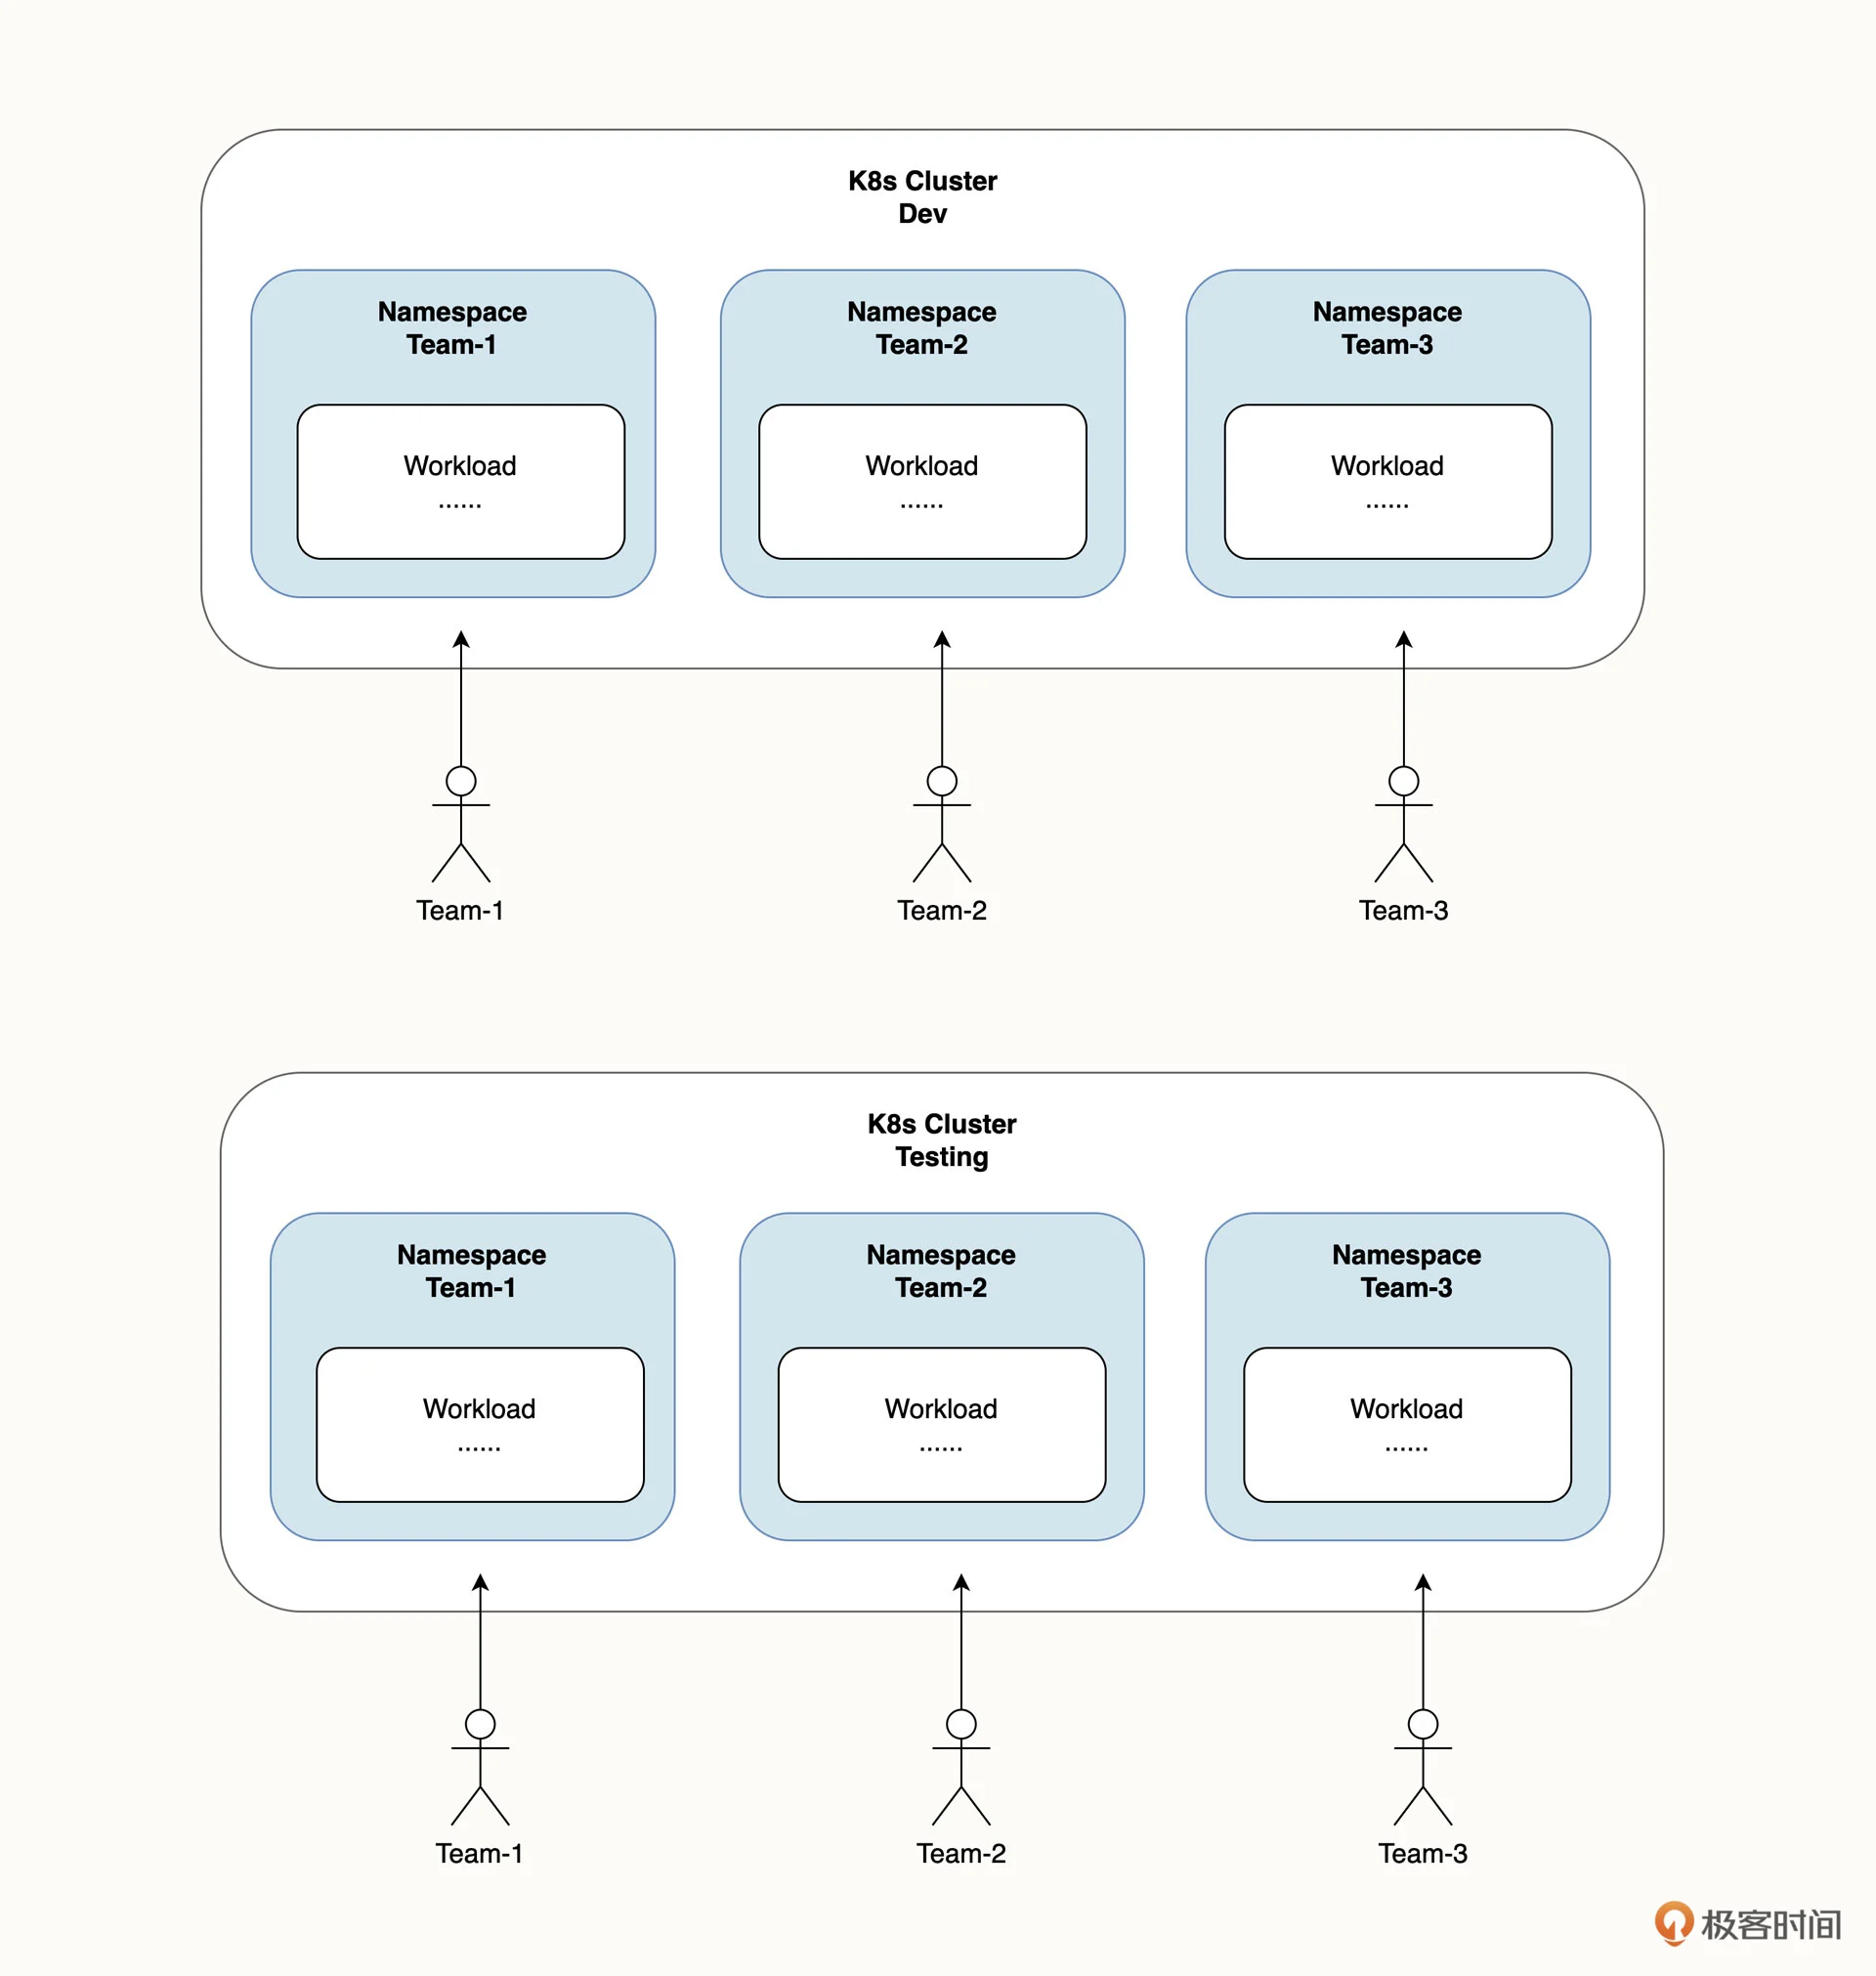 K8s Cluster
Dev
Namespace
Team-1
Workload
......
Namespace
Team-2
Workload
......
Namespace
Team-3
Workload
......
Team-1
Team-2
Team-3
K8s Cluster
Testing
Namespace
Team-1
Workload
......
Namespace
Team-2
Workload
......
Namespace
Team-3
Workload
......
Team-1
Team-2
Team-3
极客时间